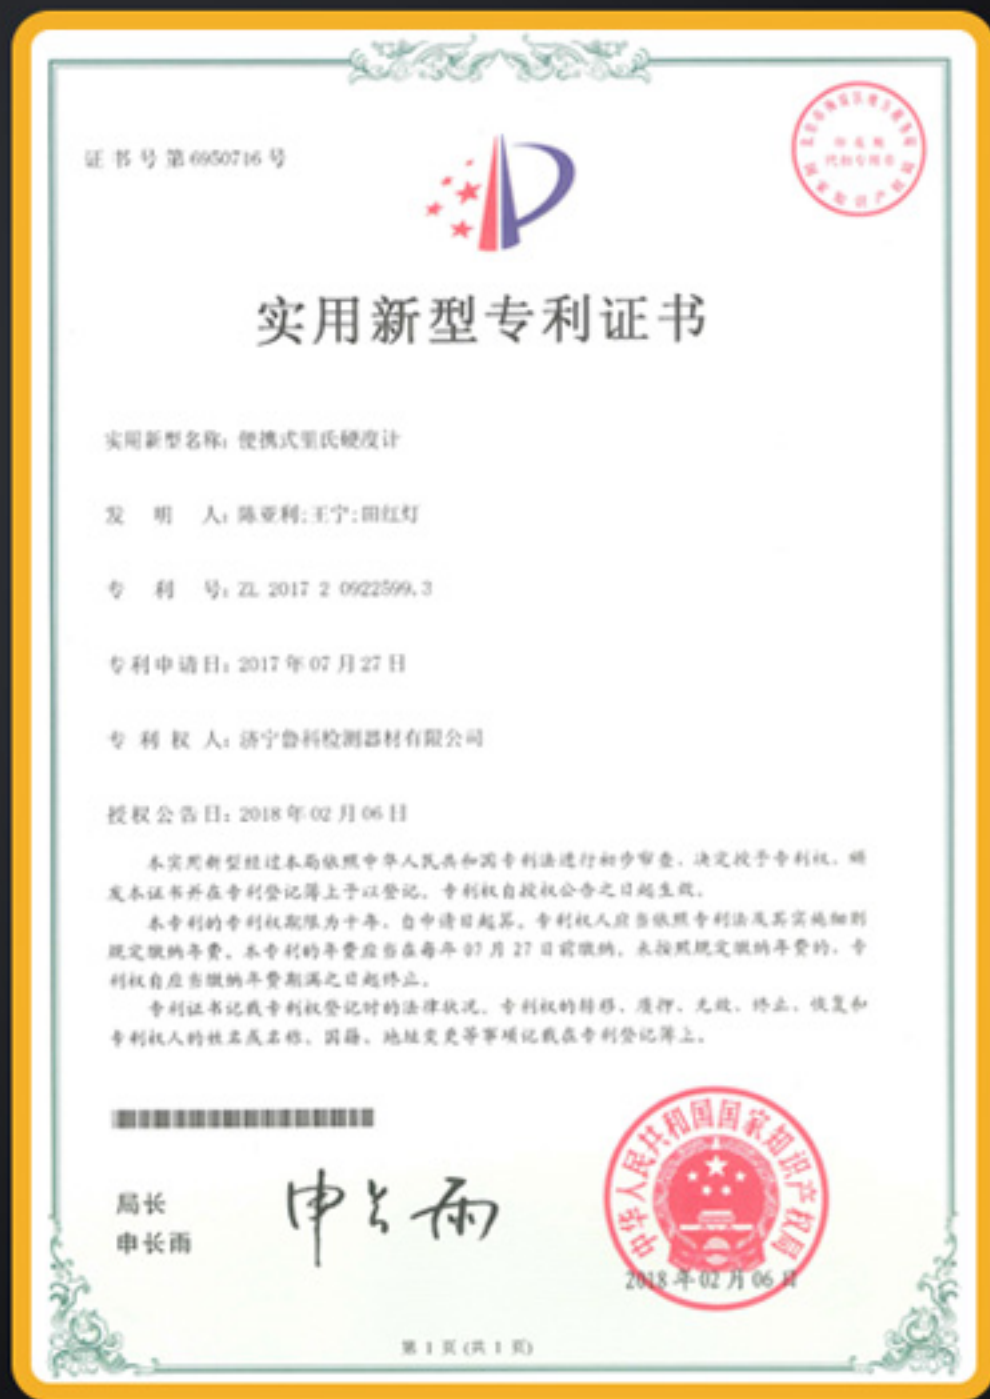 证书号第6950716号
实用新型专利证书
实用新型名称：便携式里氏硬度计
发明人：陈亚利;王宁;田红灯
专利号：ZL 2017 2 0922599.3
专利申请日：2017年07月27日
专利权人：济宁鲁科检测器材有限公司
授权公告日：2018年02月06日
本实用新型经过本局依照中华人民共和国专利法进行初步审查，决定授予专利权，颁
发本证书并在专利登记簿上予以登记。专利权自授权公告之日起生效。
本专利的专利权期限为十年，自申请日起算。专利权人应当依照专利法及其实施细则
规定缴纳年费。本专利的年费应当在每年07月27日前缴纳。未按照规定缴纳年费的，专
利权自应当缴纳年费期满之日起终止。
专利证书记载专利权登记时的法律状况。专利权的转移、质押、无效、终止、恢复和
专利权人的姓名或名称、国籍、地址变更等事项记载在专利登记簿上。
局长
申长雨
申长雨
中华人民共和国国家知识产权局
2018年02月06日
第1页(共1页)